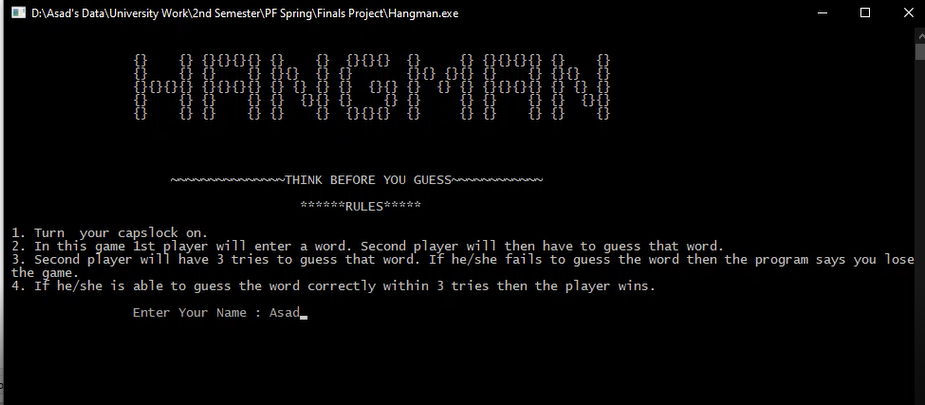 D:\Asad's Data\University Work\2nd Semester\PF Spring\Finals Project\Hangman.exe
HANGMAN
~~~~~~~~~~~~~~~THINK BEFORE YOU GUESS~~~~~~~~~~~~
******RULES*****
1. Turn  your capslock on.
2. In this game 1st player will enter a word. Second player will then have to guess that word.
3. Second player will have 3 tries to guess that word. If he/she fails to guess the word then the program says you lose
the game.
4. If he/she is able to guess the word correctly within 3 tries then the player wins.
Enter Your Name : Asad